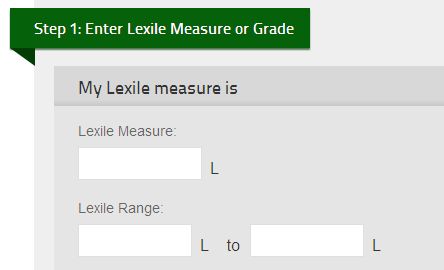 Step 1: Enter Lexile Measure or Grade
My Lexile measure is
Lexile Measure:
L
Lexile Range:
L to L